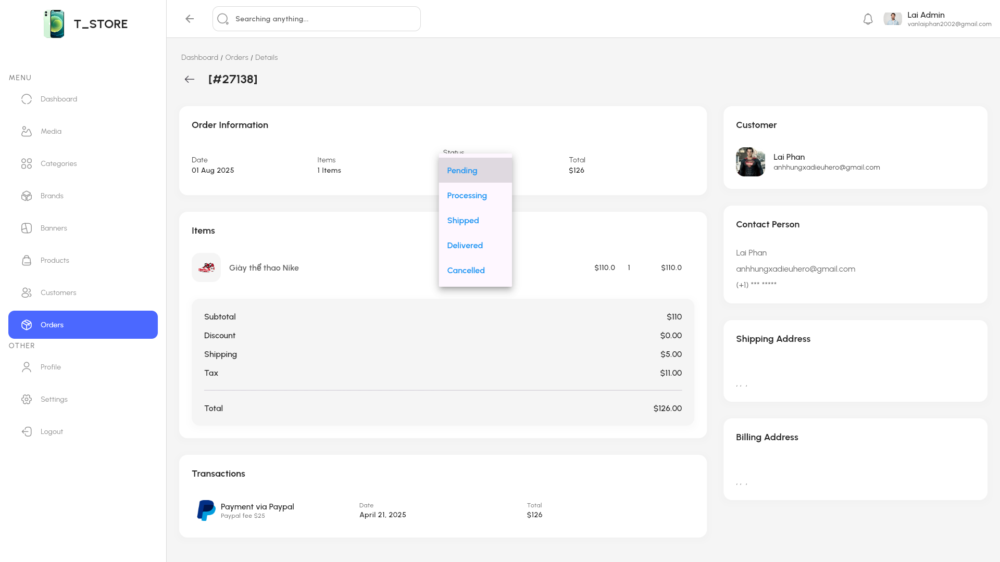 T_STORE
Searching anything...
Lai Admin
vanlaiphan2002@gmail.com
MENU
Dashboard
Media
Categories
Brands
Banners
Products
Customers
Orders
OTHER
Profile
Settings
Logout
Dashboard / Orders / Details
[#27138]
Order Information
Date
01 Aug 2025
Items
1 Items
Status
Pending
Processing
Shipped
Delivered
Cancelled
Total
$126
Items
Giày thể thao Nike
$110.0 1 $110.0
Subtotal $110
Discount $0.00
Shipping $5.00
Tax $11.00
Total $126.00
Transactions
Payment via Paypal
Paypal fee $25
Date
April 21, 2025
Total
$126
Customer
Lai Phan
anhhungxadieuhero@gmail.com
Contact Person
Lai Phan
anhhungxadieuhero@gmail.com
(+1) *** *****
Shipping Address
, , ,
Billing Address
, , ,